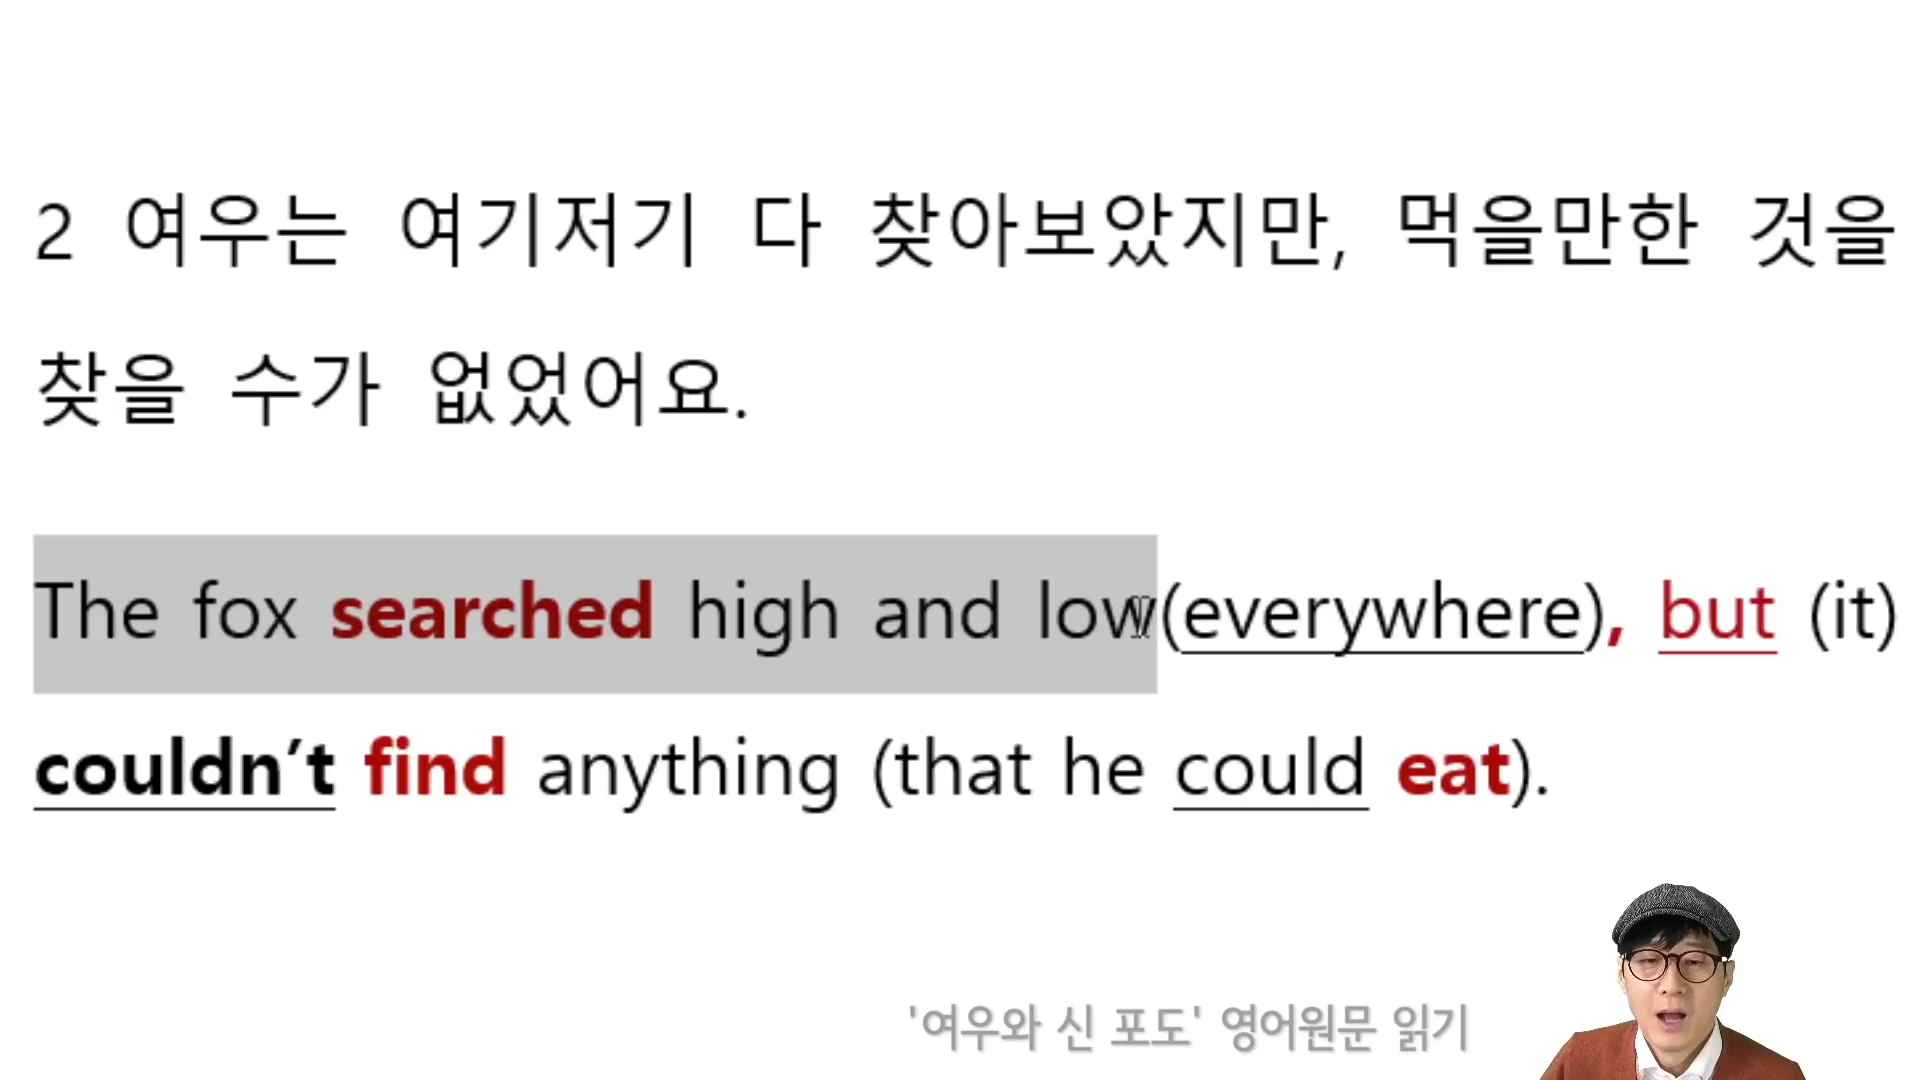 2 여우는 여기저기 다 찾아보았지만, 먹을만한 것을
찾을 수가 없었어요.
The fox searched high and low(everywhere), but (it)
couldn’t find anything (that he could eat).
'여우와 신 포도' 영어원문 읽기